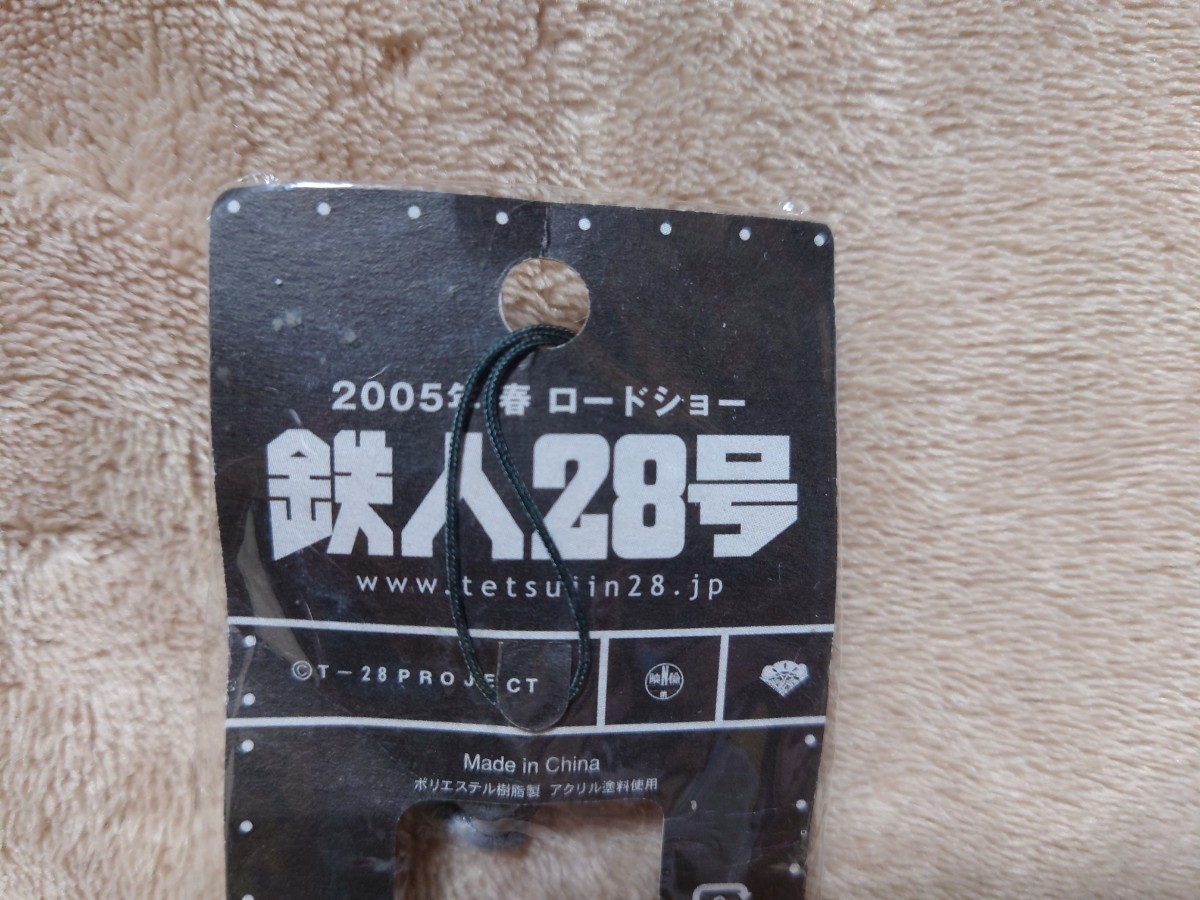 2005年 春 ロードショー
鉄人28号
www.tetsujin28.jp
©T-28PROJECT
映倫
Made in China
ポリエステル樹脂製 アクリル塗料使用